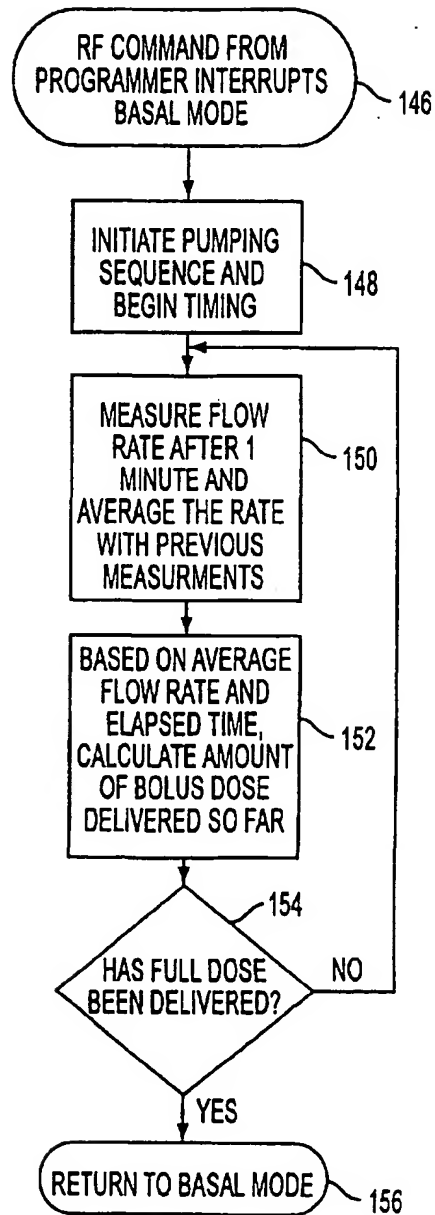 RF COMMAND FROM
PROGRAMMER INTERRUPTS
BASAL MODE
146
INITIATE PUMPING
SEQUENCE AND
BEGIN TIMING
148
MEASURE FLOW
RATE AFTER 1
MINUTE AND
AVERAGE THE RATE
WITH PREVIOUS
MEASURMENTS
150
BASED ON AVERAGE
FLOW RATE AND
ELAPSED TIME,
CALCULATE AMOUNT
OF BOLUS DOSE
DELIVERED SO FAR
152
154
HAS FULL DOSE
BEEN DELIVERED?
NO
YES
RETURN TO BASAL MODE
156